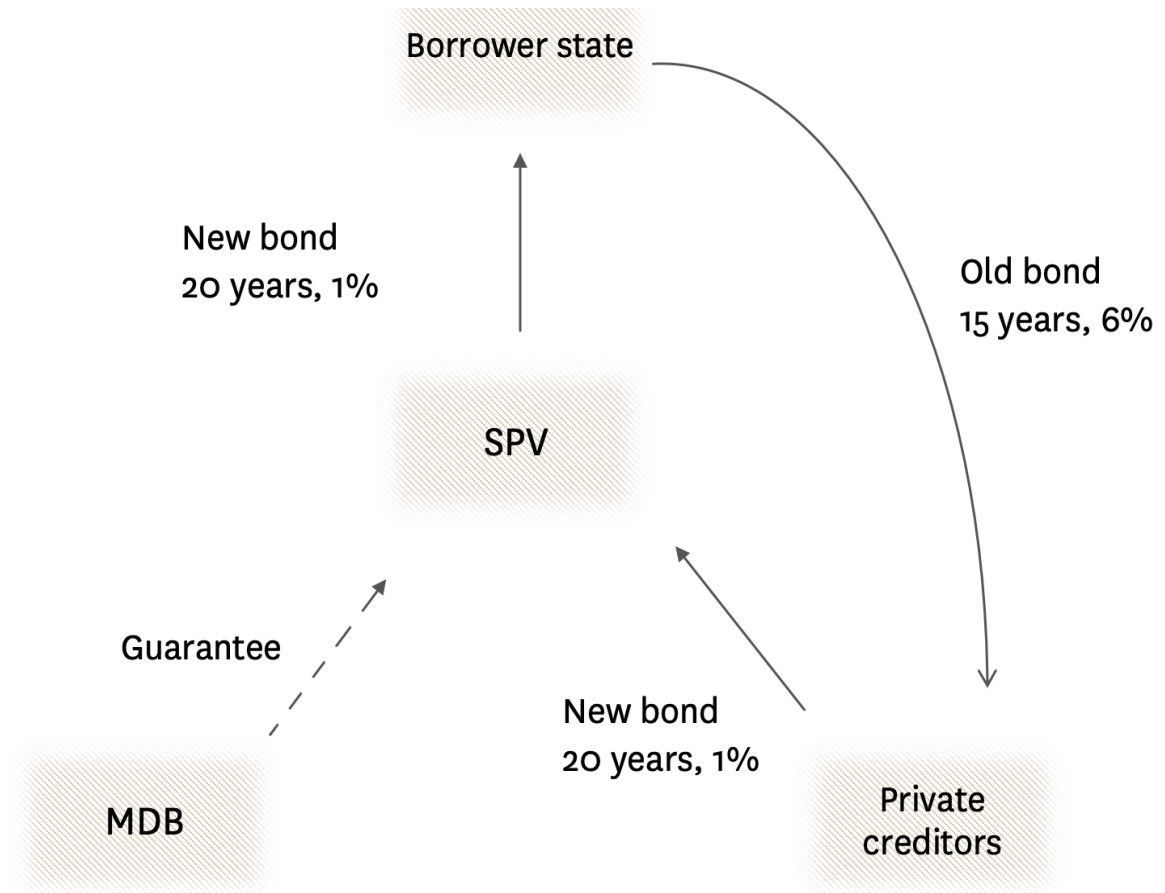 Borrower state
New bond
20 years, 1%
Old bond
15 years, 6%
SPV
Guarantee
New bond
20 years, 1%
MDB
Private
creditors